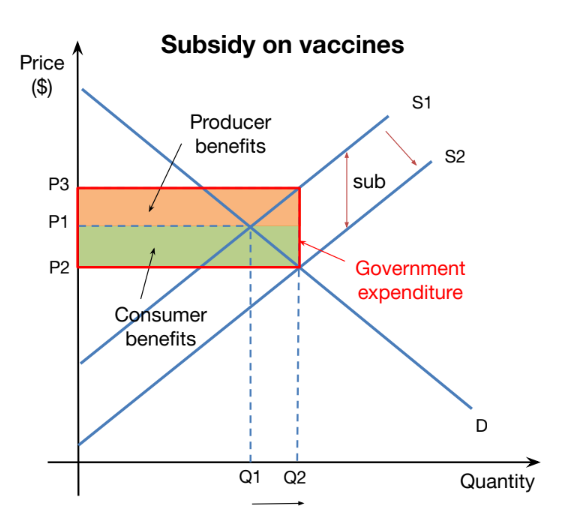 Subsidy on vaccines
Price
($)
S1
Producer
benefits
S2
P3
sub
P1
P2
Government
expenditure
Consumer
benefits
D
Q1
Q2
Quantity